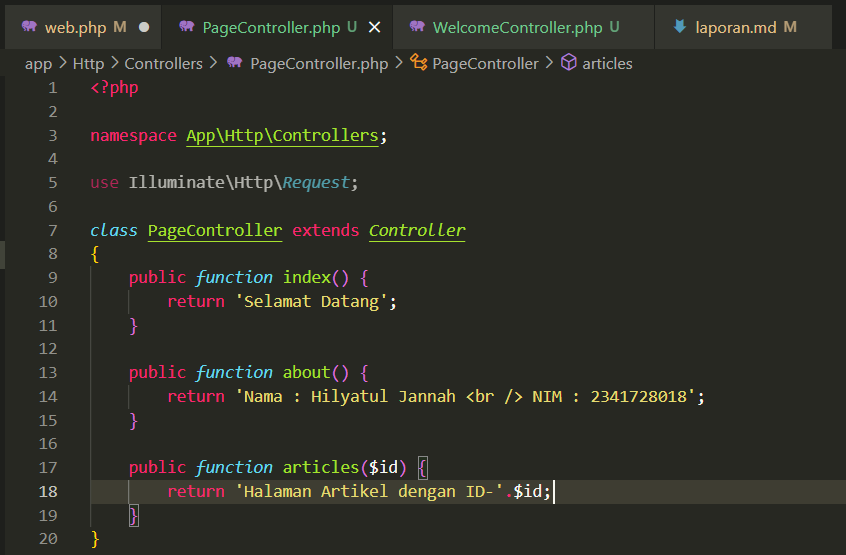 web.php M
PageController.php U
WelcomeController.php U
laporan.md M
app > Http > Controllers > PageController.php > PageController > articles
1 <?php
2
3 namespace App\Http\Controllers;
4
5 use Illuminate\Http\Request;
6
7 class PageController extends Controller
8 {
9     public function index() {
10         return 'Selamat Datang';
11     }
12
13     public function about() {
14         return 'Nama : Hilyatul Jannah <br /> NIM : 2341728018';
15     }
16
17     public function articles($id) {
18         return 'Halaman Artikel dengan ID-'.$id;
19     }
20 }